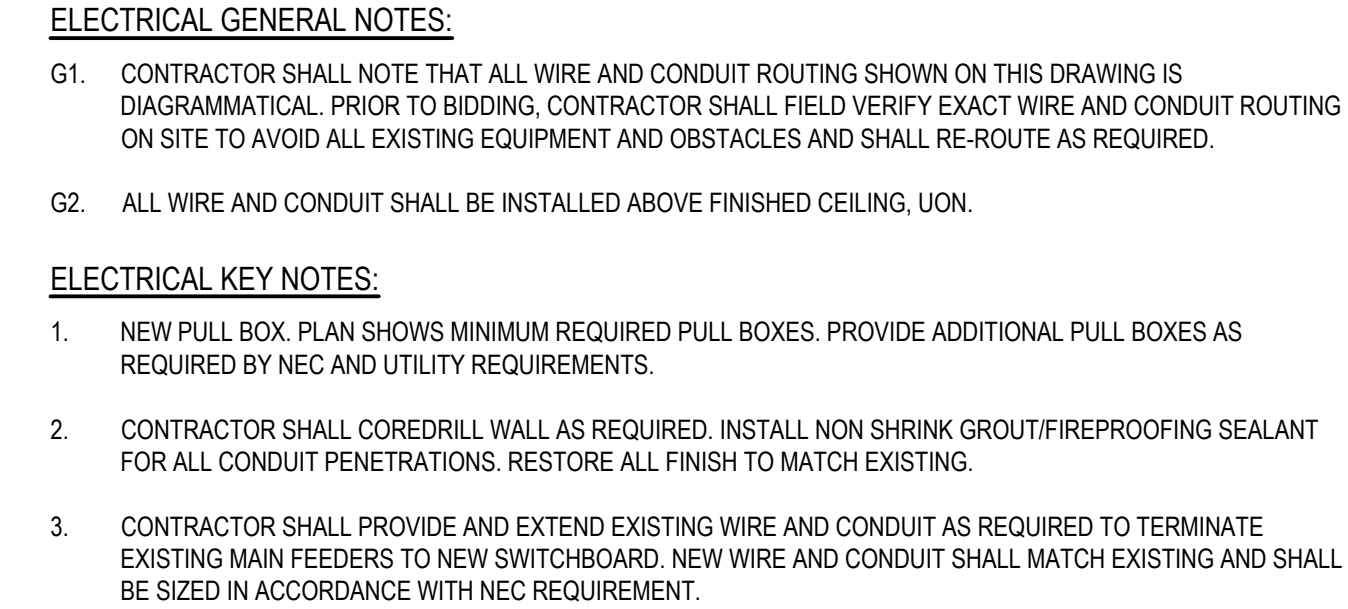 ELECTRICAL GENERAL NOTES:
G1. CONTRACTOR SHALL NOTE THAT ALL WIRE AND CONDUIT ROUTING SHOWN ON THIS DRAWING IS
DIAGRAMMATICAL. PRIOR TO BIDDING, CONTRACTOR SHALL FIELD VERIFY EXACT WIRE AND CONDUIT ROUTING
ON SITE TO AVOID ALL EXISTING EQUIPMENT AND OBSTACLES AND SHALL RE-ROUTE AS REQUIRED.
G2. ALL WIRE AND CONDUIT SHALL BE INSTALLED ABOVE FINISHED CEILING, UON.
ELECTRICAL KEY NOTES:
1. NEW PULL BOX. PLAN SHOWS MINIMUM REQUIRED PULL BOXES. PROVIDE ADDITIONAL PULL BOXES AS
REQUIRED BY NEC AND UTILITY REQUIREMENTS.
2. CONTRACTOR SHALL COREDRILL WALL AS REQUIRED. INSTALL NON SHRINK GROUT/FIREPROOFING SEALANT
FOR ALL CONDUIT PENETRATIONS. RESTORE ALL FINISH TO MATCH EXISTING.
3. CONTRACTOR SHALL PROVIDE AND EXTEND EXISTING WIRE AND CONDUIT AS REQUIRED TO TERMINATE
EXISTING MAIN FEEDERS TO NEW SWITCHBOARD. NEW WIRE AND CONDUIT SHALL MATCH EXISTING AND SHALL
BE SIZED IN ACCORDANCE WITH NEC REQUIREMENT.